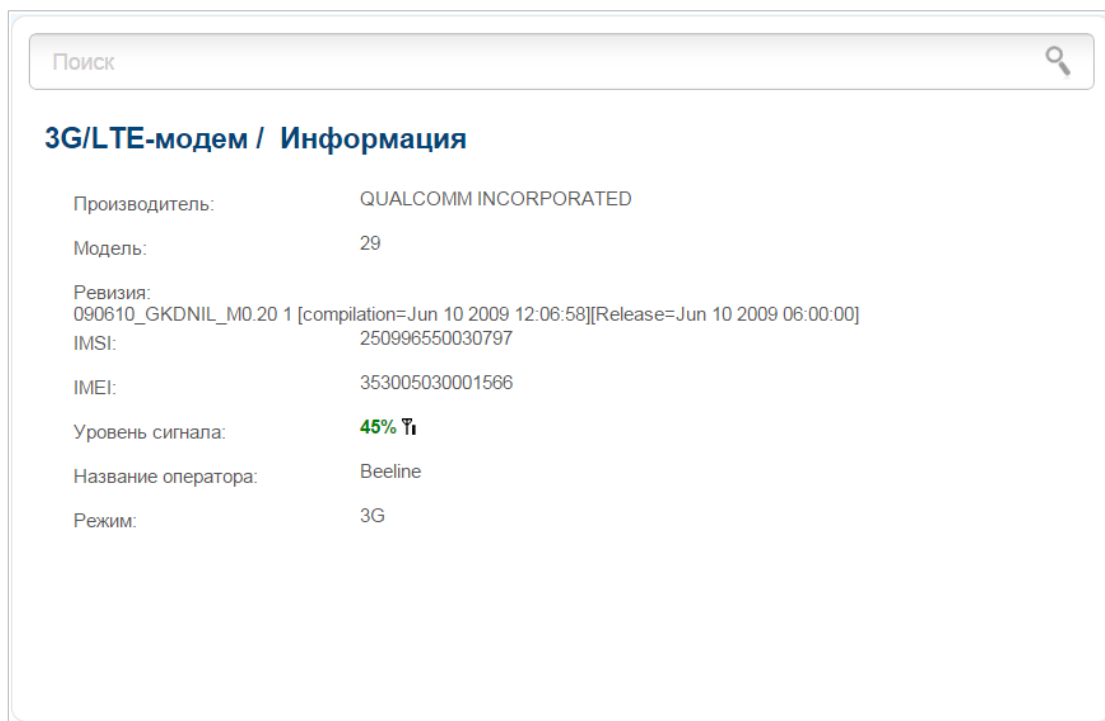 Поиск
3G/LTE-модем / Информация
Производитель: QUALCOMM INCORPORATED
Модель: 29
Ревизия:
090610_GKDNIL_M0.20 1 [compilation=Jun 10 2009 12:06:58][Release=Jun 10 2009 06:00:00]
IMSI: 250996550030797
IMEI: 353005030001566
Уровень сигнала: 45%
Название оператора: Beeline
Режим: 3G